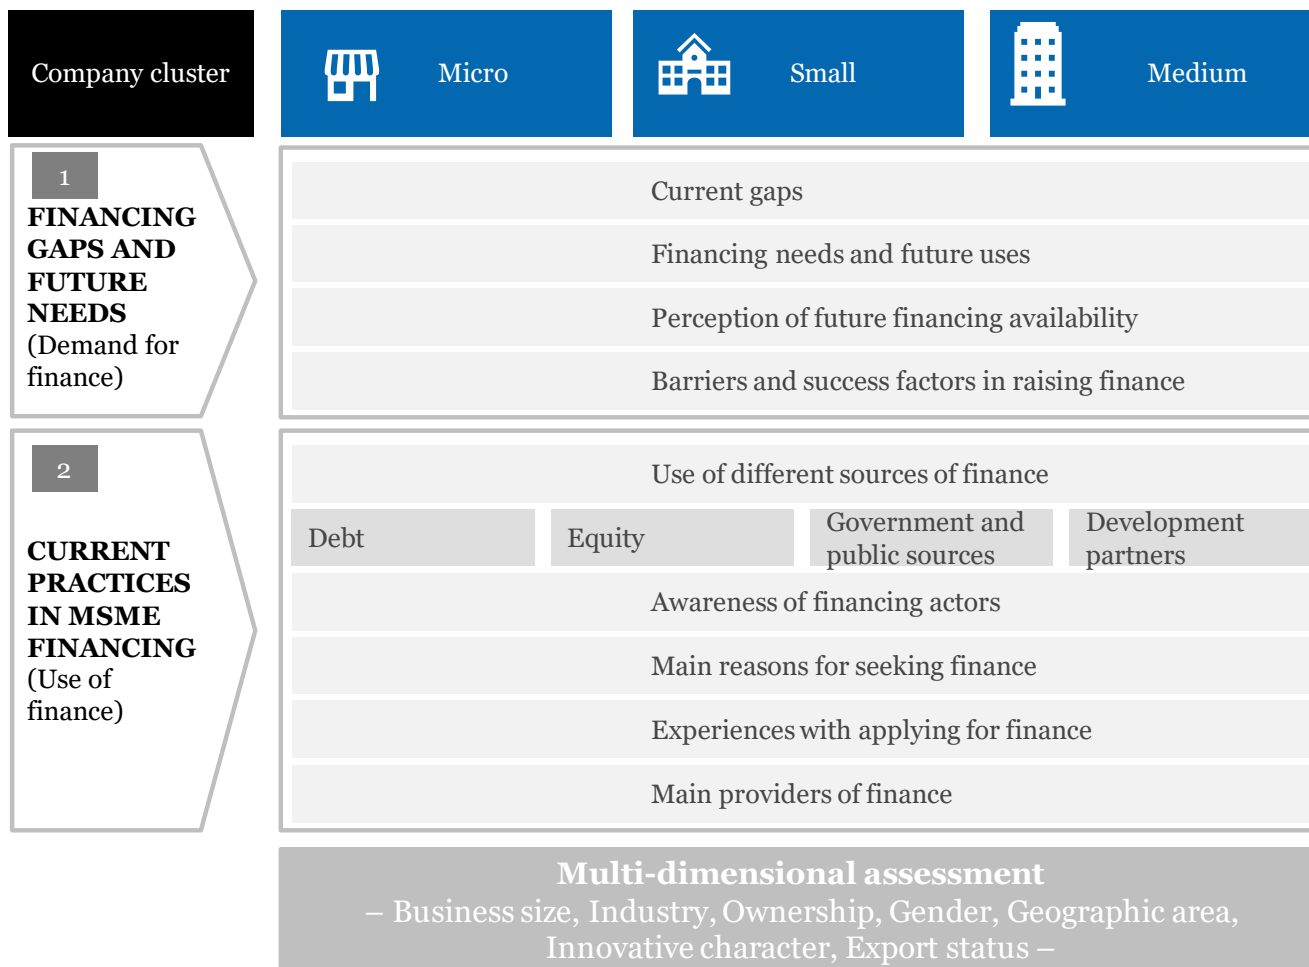 Company cluster
Micro
Small
Medium
1
FINANCING
GAPS AND
FUTURE
NEEDS
(Demand for
finance)
Current gaps
Financing needs and future uses
Perception of future financing availability
Barriers and success factors in raising finance
2
CURRENT
PRACTICES
IN MSME
FINANCING
(Use of
finance)
Use of different sources of finance
Debt
Equity
Government and
public sources
Development
partners
Awareness of financing actors
Main reasons for seeking finance
Experiences with applying for finance
Main providers of finance
Multi-dimensional assessment
– Business size, Industry, Ownership, Gender, Geographic area,
Innovative character, Export status –